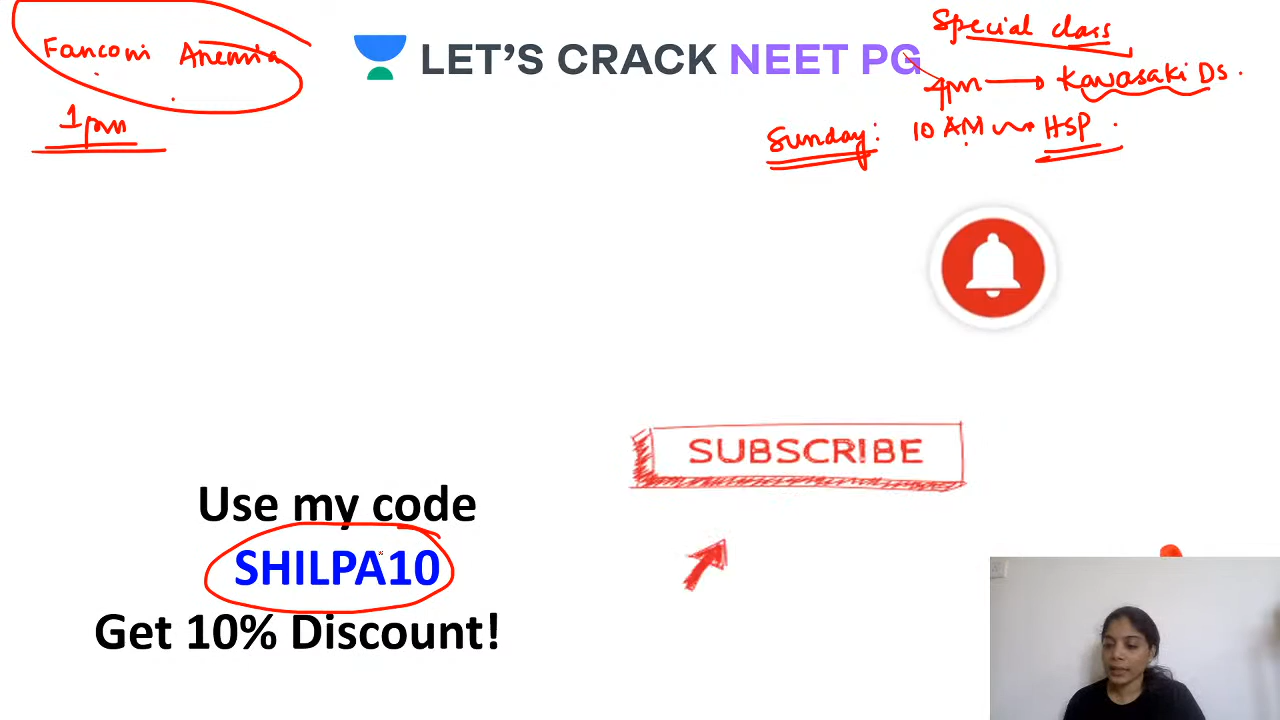 Fanconi Anemia
1pm
LET'S CRACK NEET PG
Special class
4pm → Kawasaki Ds.
Sunday: 10 AM → HSP.
SUBSCRIBE
Use my code
SHILPA10
Get 10% Discount!